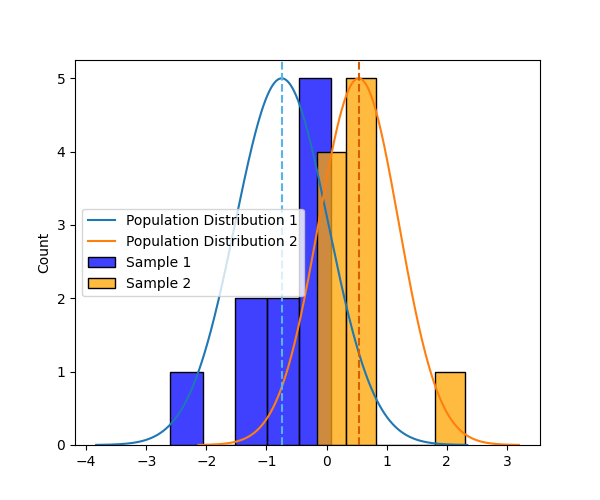 5
4
3
2
1
0
Count
Population Distribution 1
Population Distribution 2
Sample 1
Sample 2
−4 −3 −2 −1 0 1 2 3